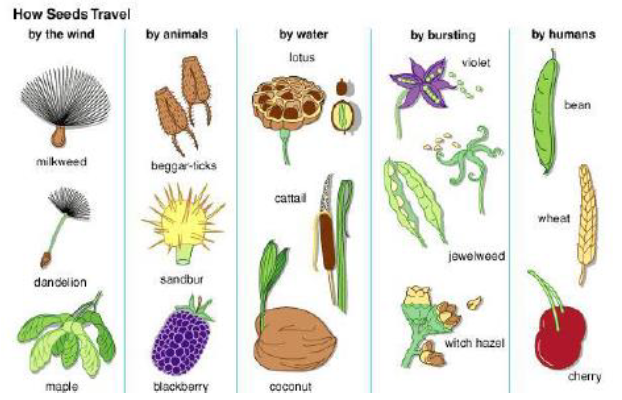 How Seeds Travel
by the wind
by animals
by water
by bursting
by humans
milkweed
dandelion
maple
beggar-ticks
sandbur
blackberry
lotus
cattail
coconut
violet
jewelweed
witch hazel
bean
wheat
cherry